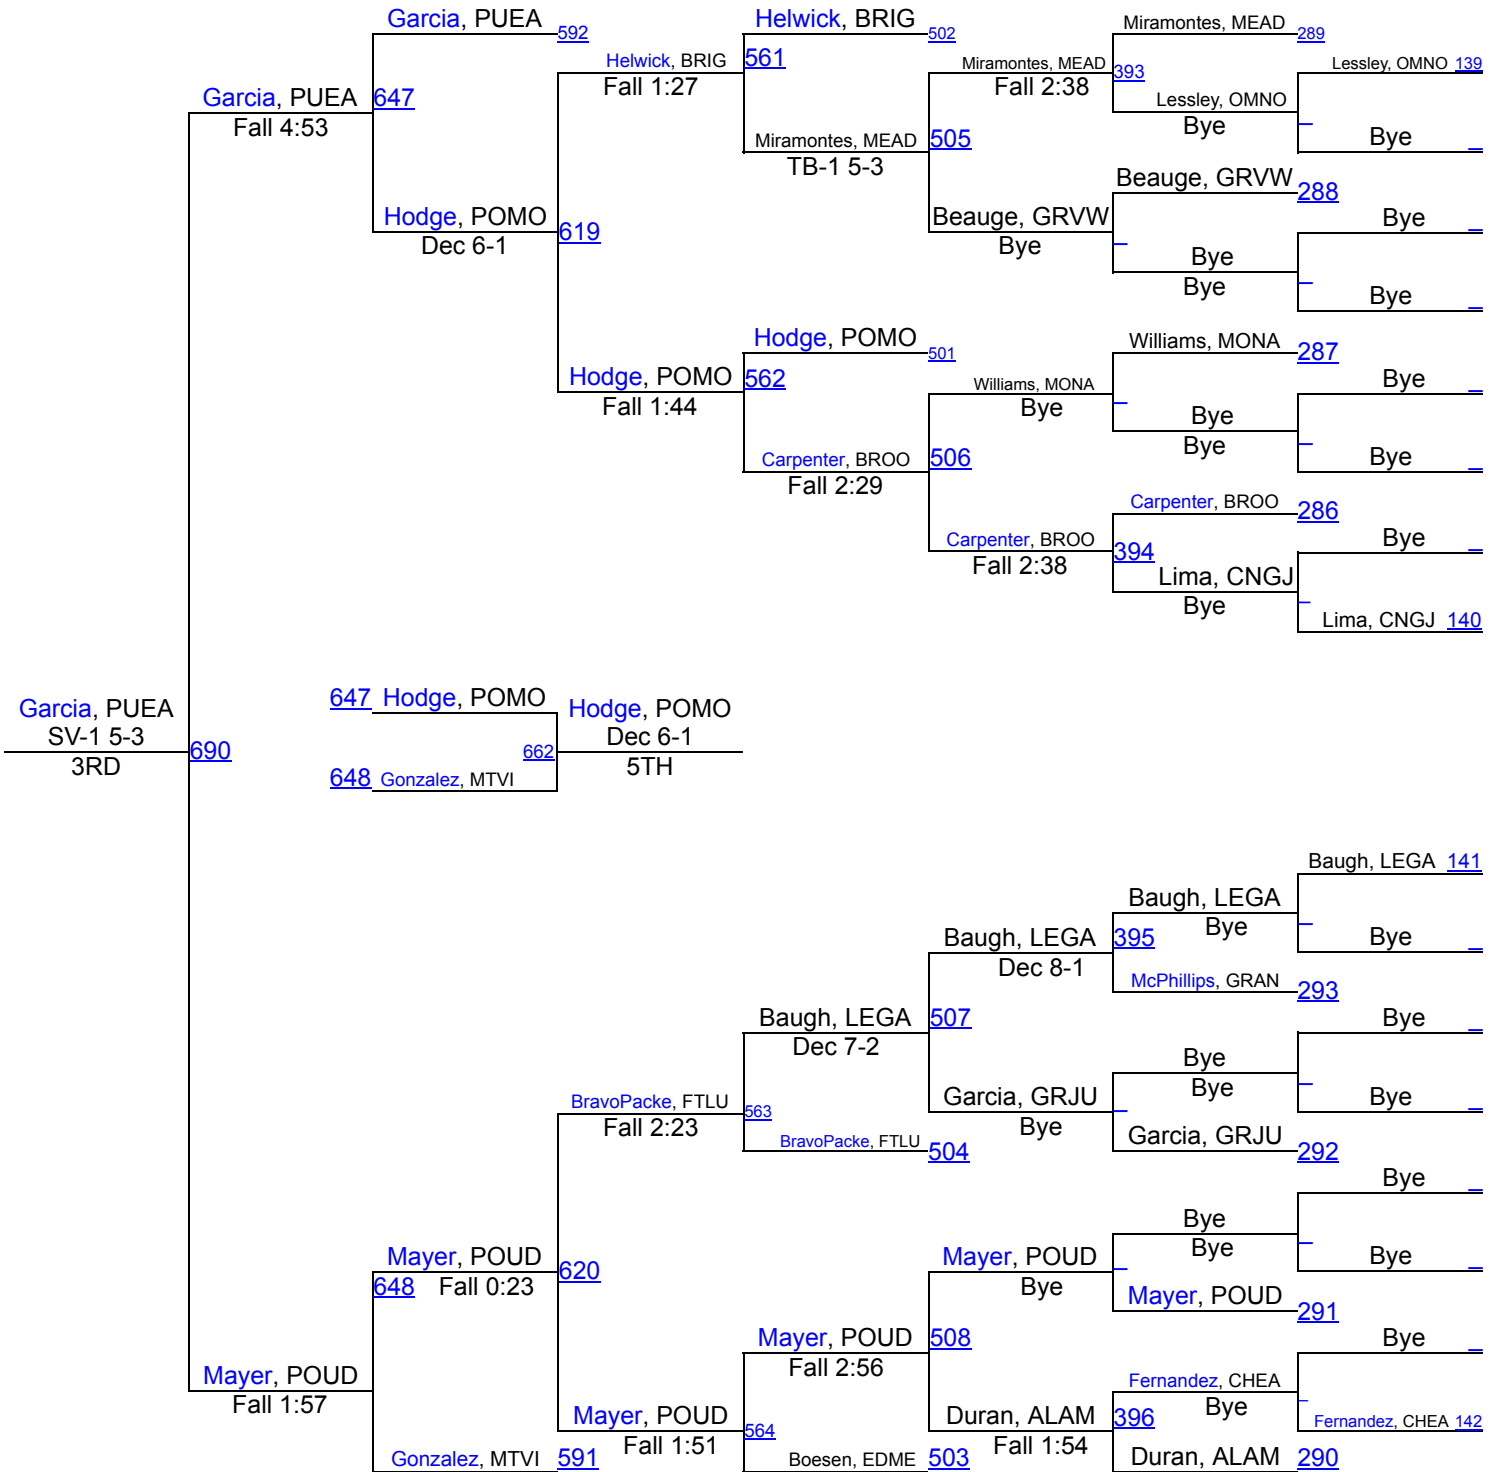 Garcia, PUEA 592
Helwick, BRIG 502
Miramontes, MEAD 289
Helwick, BRIG 561
Fall 1:27
Miramontes, MEAD 393
Fall 2:38
Lessley, OMNO 139
Garcia, PUEA 647
Fall 4:53
Lessley, OMNO
Bye
Bye
Miramontes, MEAD 505
TB-1 5-3
Beauge, GRVW 288
Hodge, POMO 619
Dec 6-1
Beauge, GRVW
Bye
Bye
Bye
Bye
Bye
Hodge, POMO 501
Williams, MONA 287
Hodge, POMO 562
Fall 1:44
Williams, MONA
Bye
Bye
Bye
Bye
Carpenter, BROO 506
Fall 2:29
Bye
Carpenter, BROO 286
Carpenter, BROO 394
Fall 2:38
Bye
Lima, CNGJ
Bye
Lima, CNGJ 140
Garcia, PUEA
SV-1 5-3 690
3RD
647 Hodge, POMO
Hodge, POMO
662 Dec 6-1
5TH
648 Gonzalez, MTVI
Baugh, LEGA 141
Baugh, LEGA
Bye
Baugh, LEGA 395
Dec 8-1
Bye
McPhillips, GRAN 293
Baugh, LEGA 507
Dec 7-2
Bye
Bye
Bye
BravoPacke, FTLU 563
Fall 2:23
Garcia, GRJU
Bye
Bye
BravoPacke, FTLU 504
Garcia, GRJU 292
Bye
Bye
Bye
Mayer, POUD 620
648 Fall 0:23
Mayer, POUD
Bye
Bye
Mayer, POUD 291
Mayer, POUD 508
Fall 2:56
Bye
Mayer, POUD
Fall 1:57
Fernandez, CHEA
Bye
Mayer, POUD 564
Fall 1:51
Duran, ALAM 396
Fall 1:54
Fernandez, CHEA 142
Gonzalez, MTVI 591
Boesen, EDME 503
Duran, ALAM 290